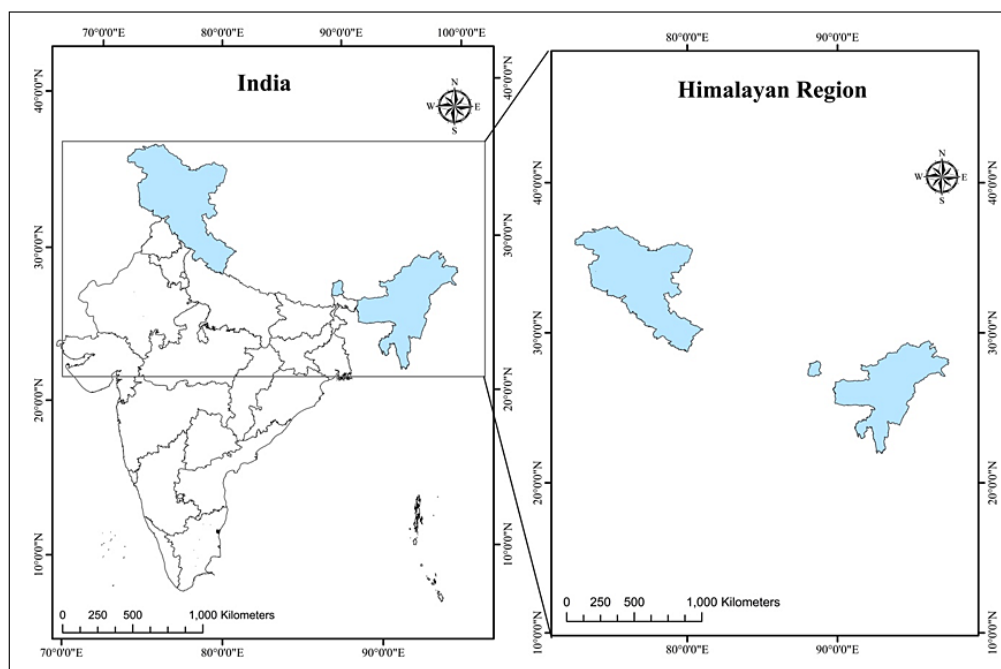 70°0'0"E 80°0'0"E 90°0'0"E 100°0'0"E
India
N
W E
S
40°0'0"N
30°0'0"N
20°0'0"N
10°0'0"N
40°0'0"N
30°0'0"N
20°0'0"N
10°0'0"N
0 250 500 1,000 Kilometers
70°0'0"E 80°0'0"E 90°0'0"E
80°0'0"E 90°0'0"E
Himalayan Region
N
W E
S
40°0'0"N
30°0'0"N
20°0'0"N
10°0'0"N
40°0'0"N
30°0'0"N
20°0'0"N
10°0'0"N
0 250 500 1,000 Kilometers
80°0'0"E 90°0'0"E